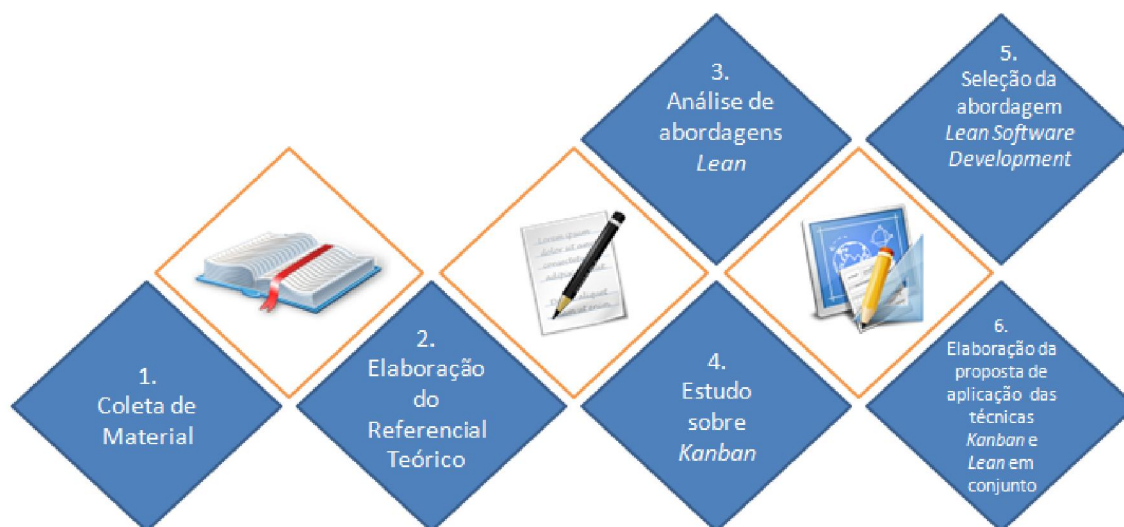 1.
Coleta de
Material
2.
Elaboração
do
Referencial
Teórico
3.
Análise de
abordagens
Lean
4.
Estudo
sobre
Kanban
5.
Seleção da
abordagem
Lean Software
Development
6.
Elaboração da
proposta de
aplicação das
técnicas
Kanban e
Lean em
conjunto